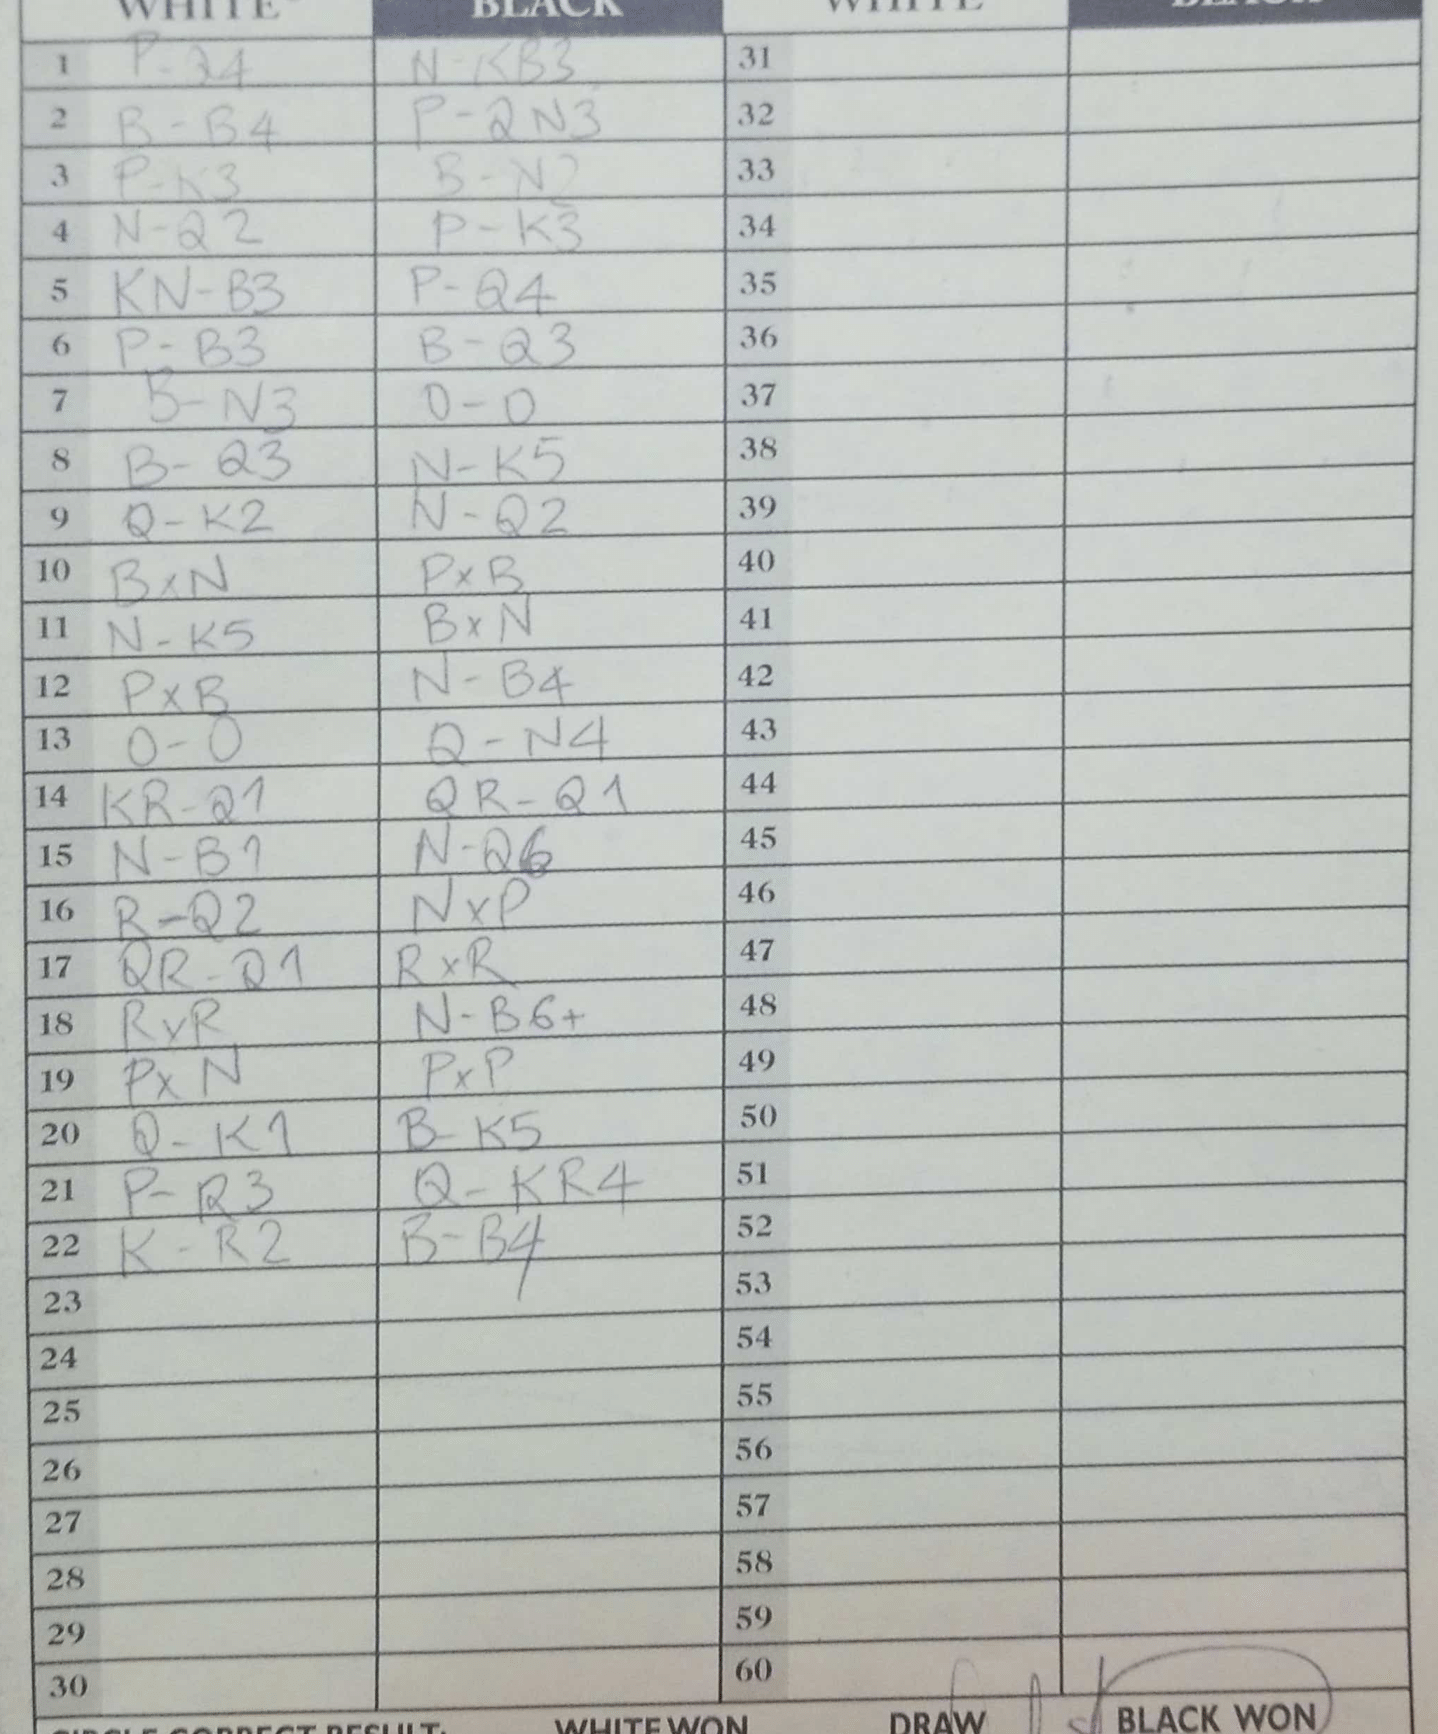 WHITE BLACK WHITE BLACK
1 P-Q4 N-KB3 31
2 B-B4 P-QN3 32
3 P-K3 B-N2 33
4 N-Q2 P-K3 34
5 KN-B3 P-Q4 35
6 P-B3 B-Q3 36
7 B-N3 0-0 37
8 B-Q3 N-K5 38
9 Q-K2 N-Q2 39
10 BxN PxB 40
11 N-K5 BxN 41
12 PxB N-B4 42
13 0-0 Q-N4 43
14 KR-Q1 QR-Q1 44
15 N-B1 N-Q6 45
16 R-Q2 NxP 46
17 QR-Q1 RxR 47
18 RxR N-B6+ 48
19 PxN PxP 49
20 Q-K1 B-K5 50
21 P-R3 Q-KR4 51
22 K-R2 B-B4 52
23 53
24 54
25 55
26 56
27 57
28 58
29 59
30 60
CIRCLE CORRECT RESULT: WHITE WON DRAW BLACK WON